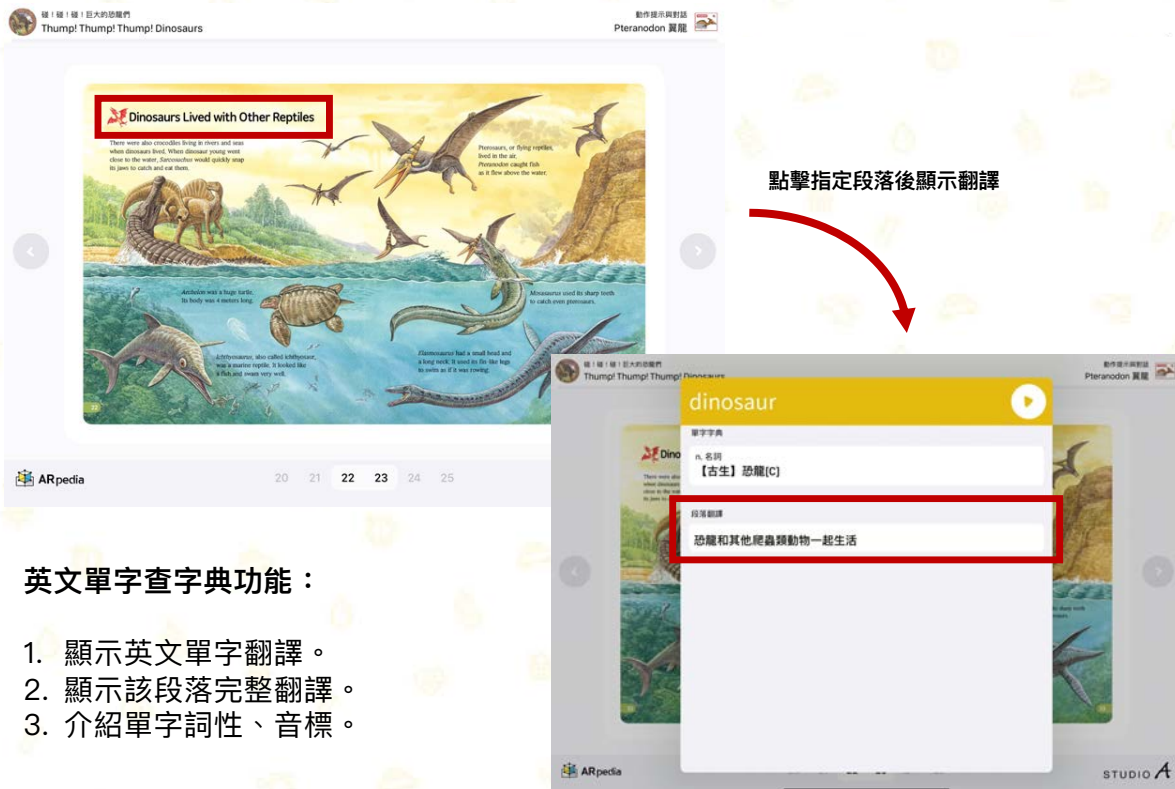 碰！碰！碰！巨大的恐龍們
Thump! Thump! Thump! Dinosaurs
動作提示與對話
Pteranodon 翼龍
Dinosaurs Lived with Other Reptiles
There were also crocodiles living in rivers and seas
when dinosaurs lived. When dinosaur young went
close to the water, Sarcosuchus would quickly snap
its jaws to catch and eat them.
Pterosaurs, or flying reptiles,
lived in the air.
Pteranodon caught fish
as it flew above the water.
Archelon was a huge turtle.
Its body was 4 meters long.
Mosasaurus used its sharp teeth
to catch even pterosaurs.
Ichthyosaurus, also called ichthyosaur,
was a marine reptile. It looked like
a fish and swam very well.
Elasmosaurus had a small head and
a long neck. It used its fin-like legs
to swim as if it was rowing.
22
ARpedia
20 21 22 23 24 25
點擊指定段落後顯示翻譯
英文單字查字典功能：
1. 顯示英文單字翻譯。
2. 顯示該段落完整翻譯。
3. 介紹單字詞性、音標。
碰！碰！碰！巨大的恐龍們
Thump! Thump! Thump! Dinosaurs
動作提示與對話
Pteranodon 翼龍
dinosaur
單字字典
n. 名詞
【古生】恐龍[C]
段落翻譯
恐龍和其他爬蟲類動物一起生活
Dino
ARpedia
STUDIO A